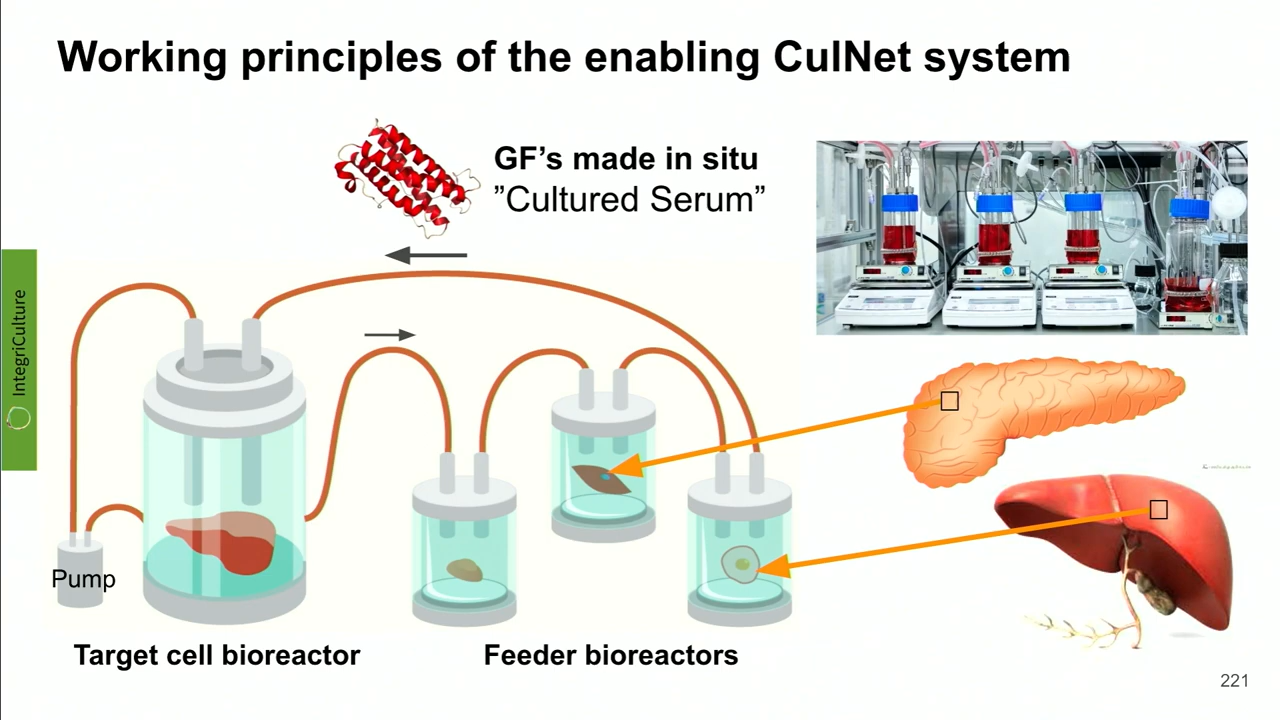 Working principles of the enabling CulNet system
GF's made in situ
"Cultured Serum"
IntegriCulture
Pump
Target cell bioreactor
Feeder bioreactors
221